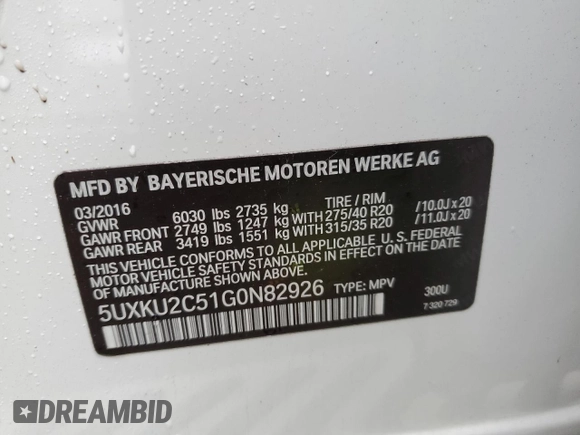 MFD BY BAYERISCHE MOTOREN WERKE AG
03/2016 TIRE / RIM
GVWR 6030 lbs 2735 kg
GAWR FRONT 2749 lbs 1247 kg WITH 275/40 R20 /10.0J x 20
GAWR REAR 3419 lbs 1551 kg WITH 315/35 R20 /11.0J x 20
THIS VEHICLE CONFORMS TO ALL APPLICABLE U. S. FEDERAL
MOTOR VEHICLE SAFETY STANDARDS IN EFFECT ON THE DATE
OF MANUFACTURE SHOWN ABOVE.
5UXKU2C51G0N82926 TYPE: MPV 300U
7 320 729
DREAMBID